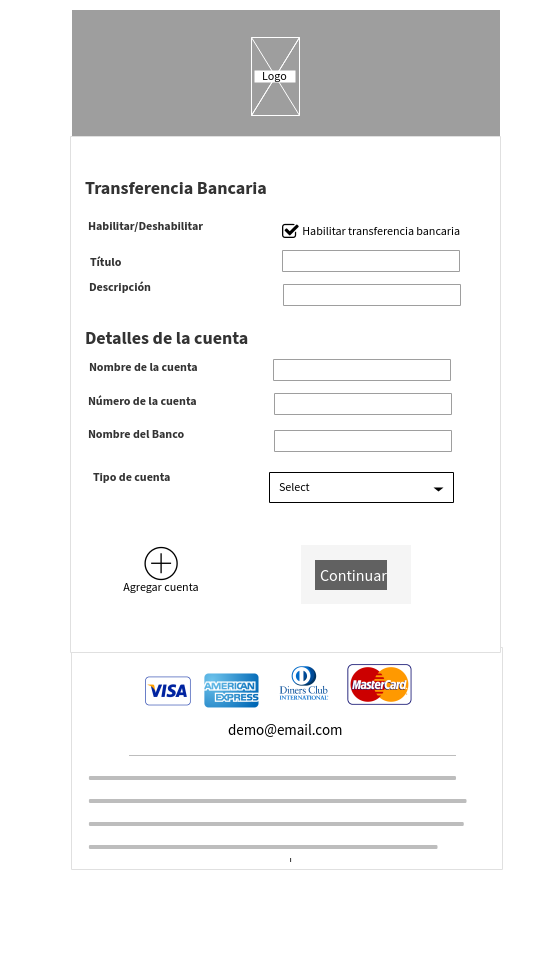 Logo
Transferencia Bancaria
Habilitar/Deshabilitar
Habilitar transferencia bancaria
Título
Descripción
Detalles de la cuenta
Nombre de la cuenta
Número de la cuenta
Nombre del Banco
Tipo de cuenta
Select
Agregar cuenta
Continuar
VISA
AMERICAN EXPRESS
Diners Club
INTERNATIONAL
MasterCard
demo@email.com